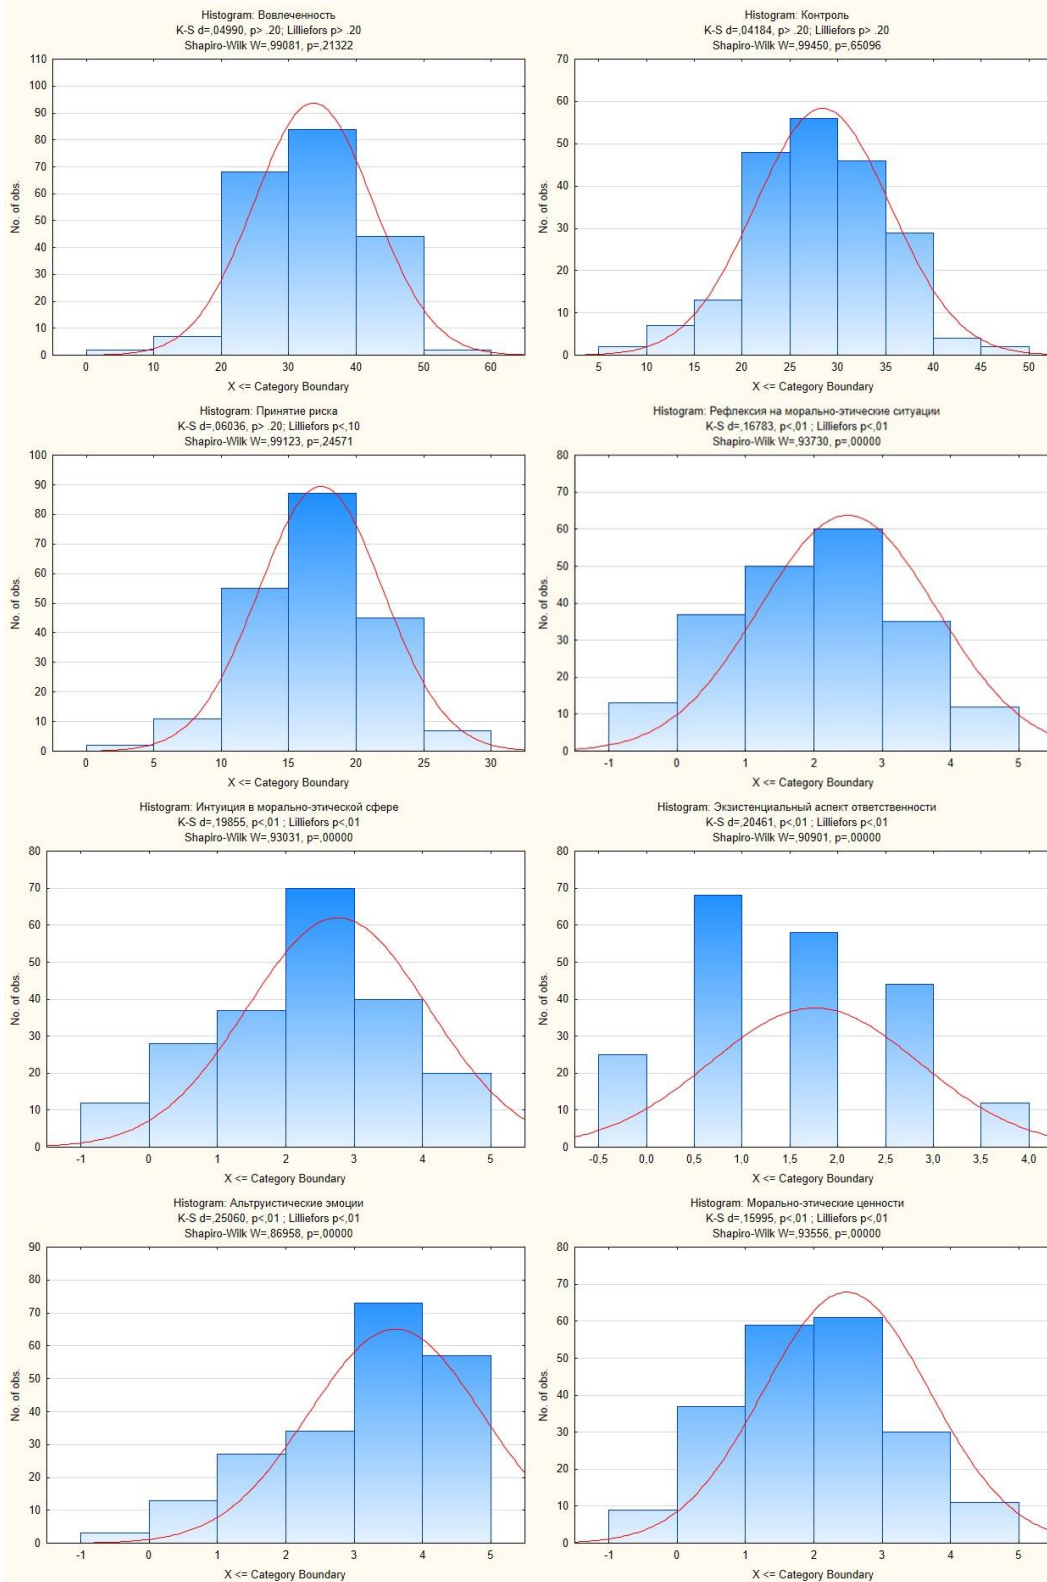 Histogram: Вовлеченность
K-S d=,04990, p> .20; Lilliefors p> .20
Shapiro-Wilk W=,99081, p=,21322
110
100
90
80
70
60
50
40
30
20
10
0
No. of obs.
0 10 20 30 40 50 60
X <= Category Boundary
Histogram: Контроль
K-S d=,04184, p> .20; Lilliefors p> .20
Shapiro-Wilk W=,99450, p=,65096
70
60
50
40
30
20
10
0
No. of obs.
5 10 15 20 25 30 35 40 45 50
X <= Category Boundary
Histogram: Принятие риска
K-S d=,06036, p> .20; Lilliefors p<,10
Shapiro-Wilk W=,99123, p=,24571
100
90
80
70
60
50
40
30
20
10
0
No. of obs.
0 5 10 15 20 25 30
X <= Category Boundary
Histogram: Рефлексия на морально-этические ситуации
K-S d=,16783, p<,01 ; Lilliefors p<,01
Shapiro-Wilk W=,93730, p=,00000
80
70
60
50
40
30
20
10
0
No. of obs.
-1 0 1 2 3 4 5
X <= Category Boundary
Histogram: Интуиция в морально-этической сфере
K-S d=,19855, p<,01 ; Lilliefors p<,01
Shapiro-Wilk W=,93031, p=,00000
80
70
60
50
40
30
20
10
0
No. of obs.
-1 0 1 2 3 4 5
X <= Category Boundary
Histogram: Экзистенциальный аспект ответственности
K-S d=,20461, p<,01 ; Lilliefors p<,01
Shapiro-Wilk W=,90901, p=,00000
80
70
60
50
40
30
20
10
0
No. of obs.
-0,5 0,0 0,5 1,0 1,5 2,0 2,5 3,0 3,5 4,0
X <= Category Boundary
Histogram: Альтруистические эмоции
K-S d=,25060, p<,01 ; Lilliefors p<,01
Shapiro-Wilk W=,86958, p=,00000
90
80
70
60
50
40
30
20
10
0
No. of obs.
-1 0 1 2 3 4 5
X <= Category Boundary
Histogram: Морально-этические ценности
K-S d=,15995, p<,01 ; Lilliefors p<,01
Shapiro-Wilk W=,93556, p=,00000
80
70
60
50
40
30
20
10
0
No. of obs.
-1 0 1 2 3 4 5
X <= Category Boundary